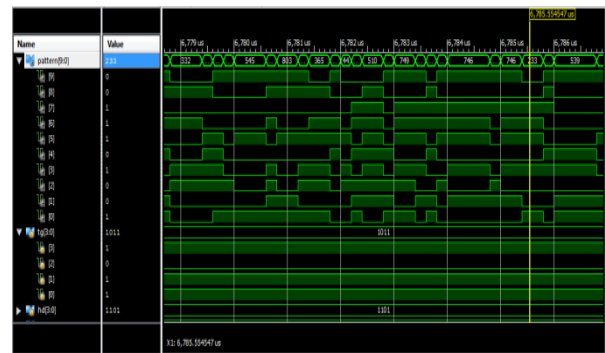 6,785.554547 us
Name Value 6,779 us 6,780 us 6,781 us 6,782 us 6,783 us 6,784 us 6,785 us 6,786 us
pattern[9:0] 233 332 545 803 365 44 510 749 746 746 233 539
[9] 0
[8] 0
[7] 1
[6] 1
[5] 1
[4] 0
[3] 1
[2] 0
[1] 0
[0] 1
tg[3:0] 1011 1011
[3] 1
[2] 0
[1] 1
[0] 1
hd[3:0] 1101 1101
X1: 6,785.554547 us